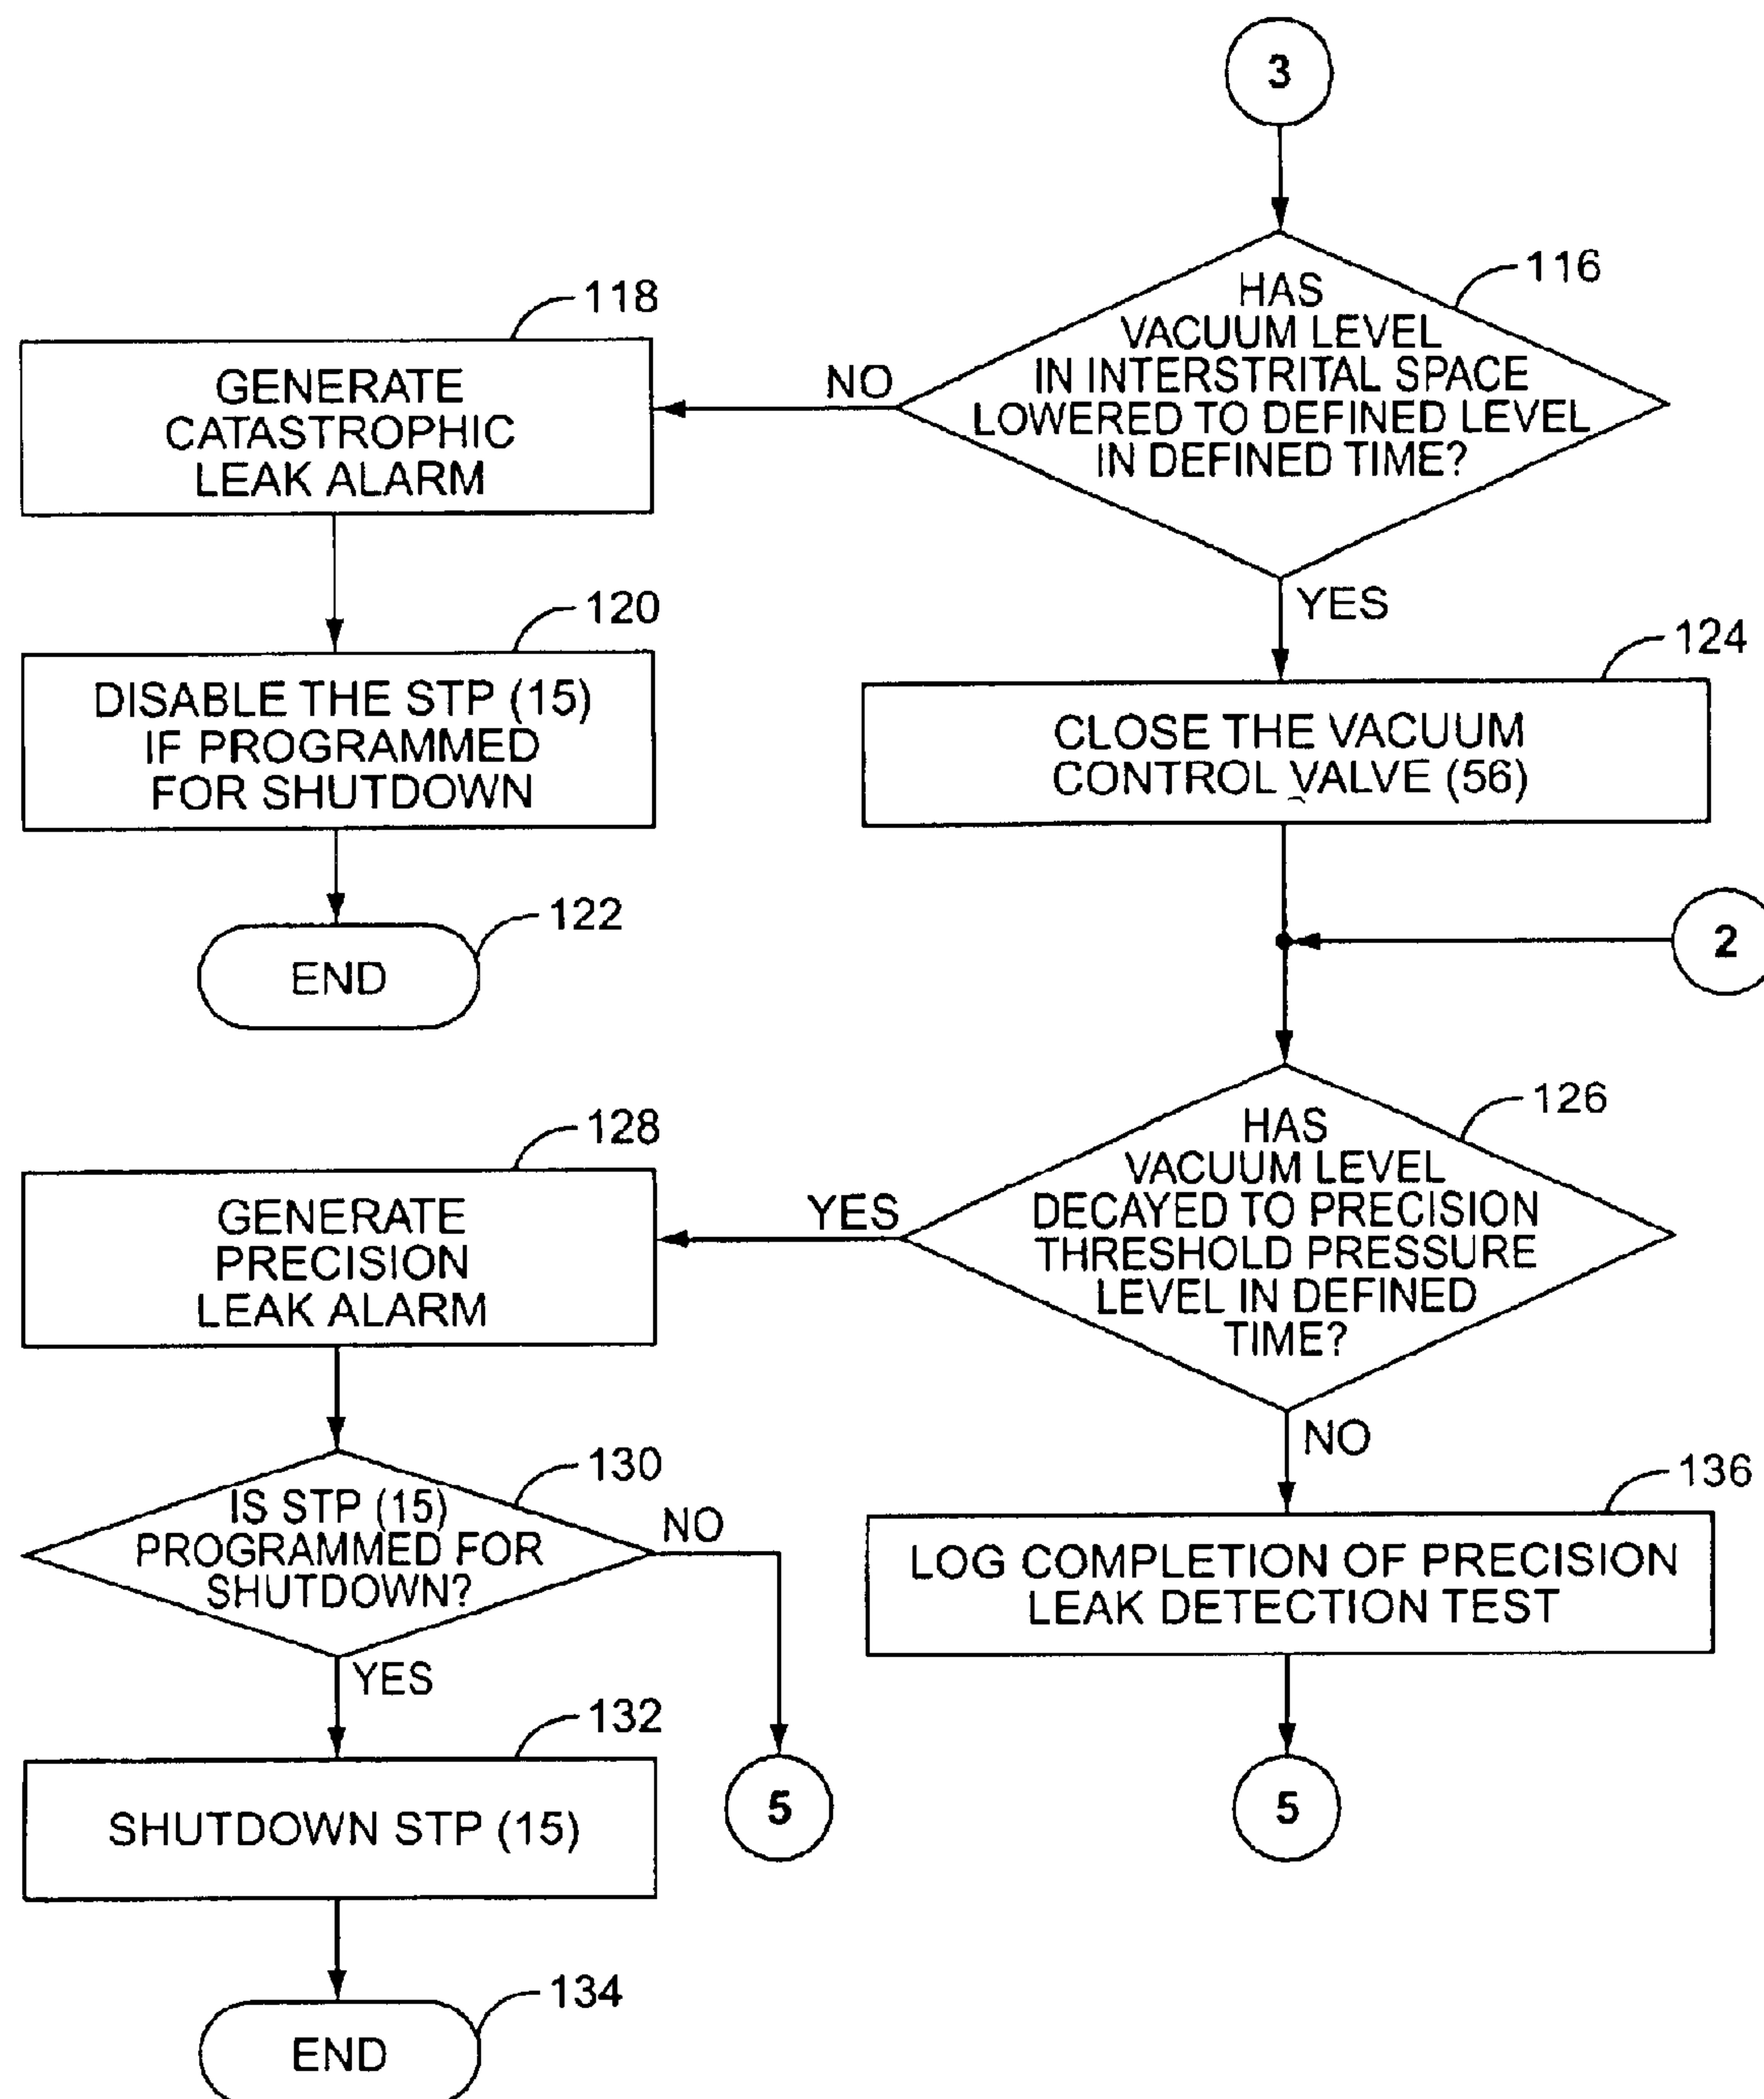 3
116
HAS
VACUUM LEVEL
IN INTERSTRITAL SPACE
LOWERED TO DEFINED LEVEL
IN DEFINED TIME?
NO
YES
118
GENERATE
CATASTROPHIC
LEAK ALARM
120
DISABLE THE STP (15)
IF PROGRAMMED
FOR SHUTDOWN
122
END
124
CLOSE THE VACUUM
CONTROL VALVE (56)
2
126
HAS
VACUUM LEVEL
DECAYED TO PRECISION
THRESHOLD PRESSURE
LEVEL IN DEFINED
TIME?
YES
NO
128
GENERATE
PRECISION
LEAK ALARM
130
IS STP (15)
PROGRAMMED FOR
SHUTDOWN?
NO
YES
136
LOG COMPLETION OF PRECISION
LEAK DETECTION TEST
132
SHUTDOWN STP (15)
5
5
134
END